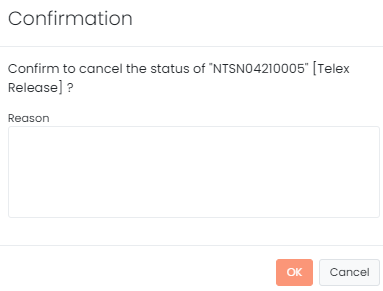 Confirmation
Confirm to cancel the status of "NTSN04210005" [Telex
Release] ?
Reason
OK
Cancel